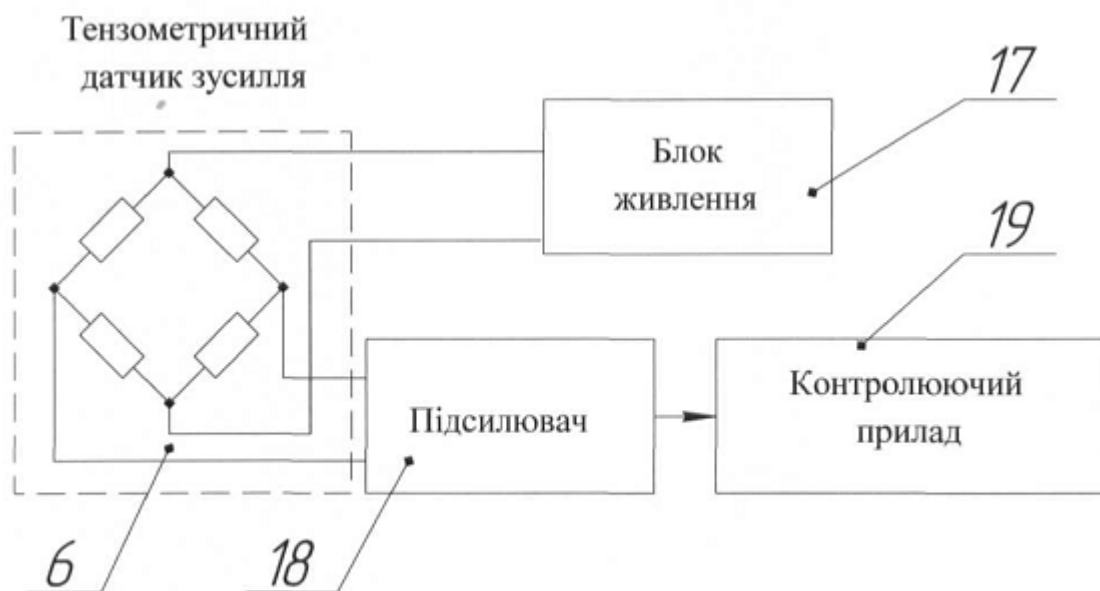 Тензометричний
датчик зусилля
17
Блок
живлення
19
Підсилювач
Контролюючий
прилад
6
18